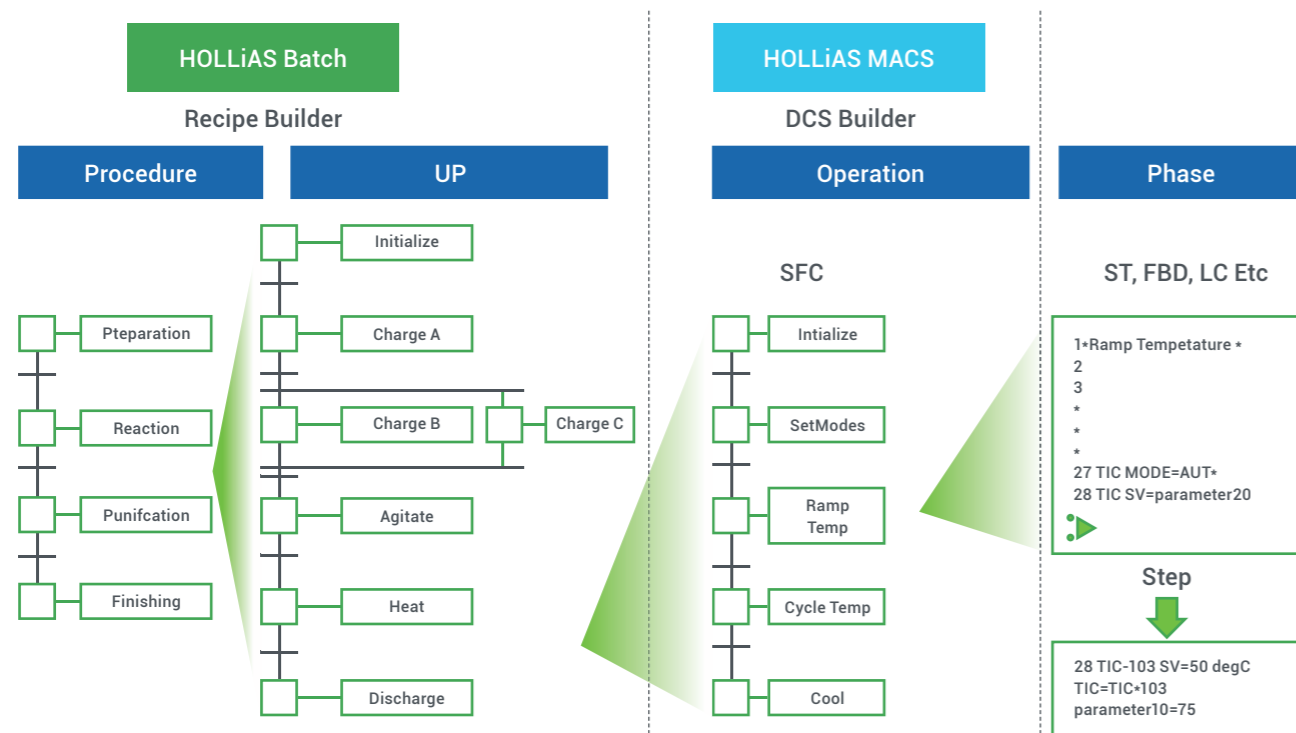 HOLLiAS Batch
HOLLiAS MACS
Recipe Builder
DCS Builder
Procedure
UP
Operation
Phase
Pteparation
Reaction
Punifcation
Finishing
Initialize
Charge A
Charge B
Charge C
Agitate
Heat
Discharge
SFC
Intialize
SetModes
Ramp
Temp
Cycle Temp
Cool
ST, FBD, LC Etc
1*Ramp Tempetature *
2
3
*
*
*
27 TIC MODE=AUT*
28 TIC SV=parameter20
Step
28 TIC-103 SV=50 degC
TIC=TIC*103
parameter10=75